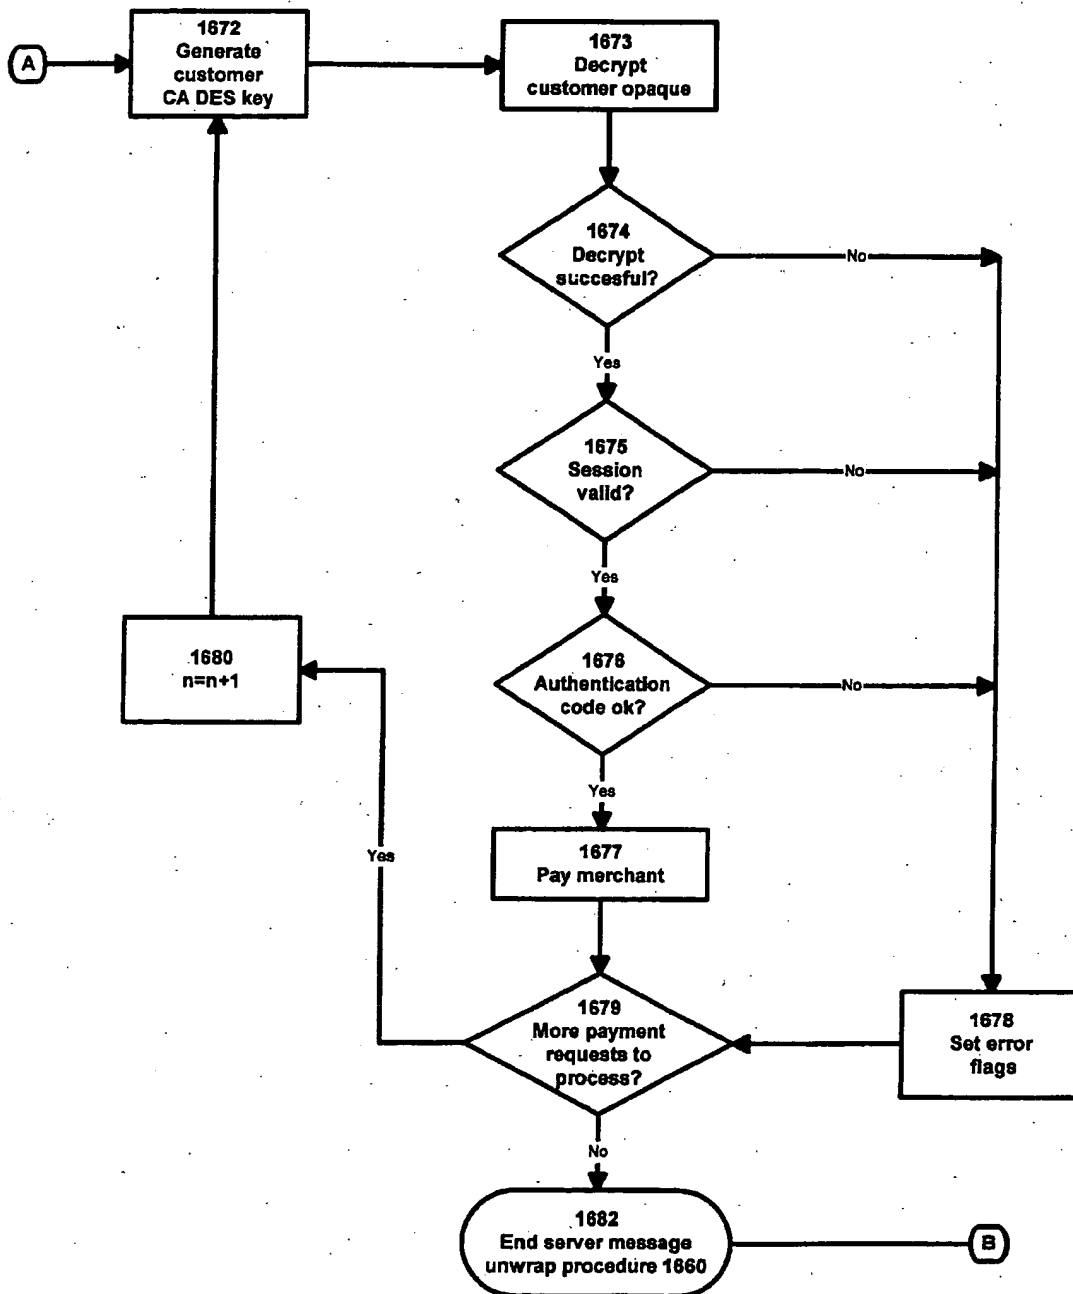 A
1672
Generate
customer
CA DES key
1673
Decrypt
customer opaque
1674
Decrypt
succesful?
No
Yes
1675
Session
valid?
No
Yes
1676
Authentication
code ok?
No
Yes
1680
n=n+1
1677
Pay merchant
Yes
1679
More payment
requests to
process?
1678
Set error
flags
No
1682
End server message
unwrap procedure 1660
B